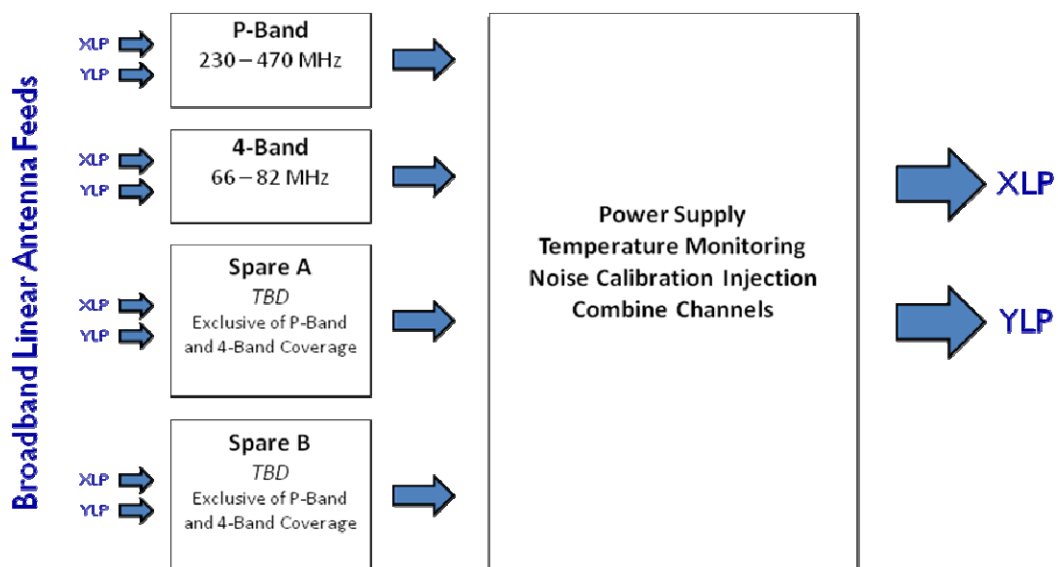 Broadband Linear Antenna Feeds
XLP
YLP
P-Band
230 – 470 MHz
XLP
YLP
4-Band
66 – 82 MHz
XLP
YLP
Spare A
TBD
Exclusive of P-Band
and 4-Band Coverage
XLP
YLP
Spare B
TBD
Exclusive of P-Band
and 4-Band Coverage
Power Supply
Temperature Monitoring
Noise Calibration Injection
Combine Channels
XLP
YLP